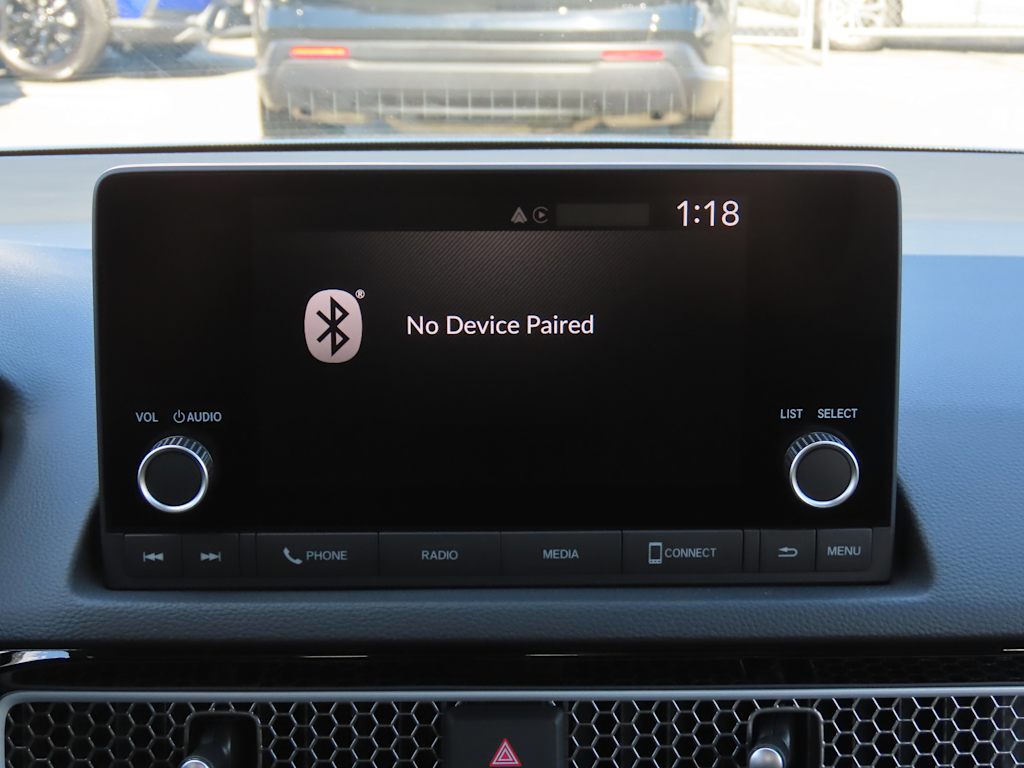 1:18
®
No Device Paired
VOL AUDIO
LIST SELECT
PHONE
RADIO
MEDIA
CONNECT
MENU